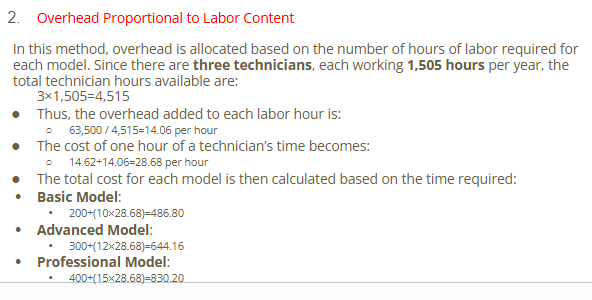 2. Overhead Proportional to Labor Content
In this method, overhead is allocated based on the number of hours of labor required for
each model. Since there are three technicians, each working 1,505 hours per year, the
total technician hours available are:
3×1,505=4,515
● Thus, the overhead added to each labor hour is:
○ 63,500 / 4,515=14.06 per hour
● The cost of one hour of a technician's time becomes:
○ 14.62+14.06=28.68 per hour
● The total cost for each model is then calculated based on the time required:
• Basic Model:
• 200+(10×28.68)=486.80
• Advanced Model:
• 300+(12×28.68)=644.16
• Professional Model:
• 400+(15×28.68)=830.20